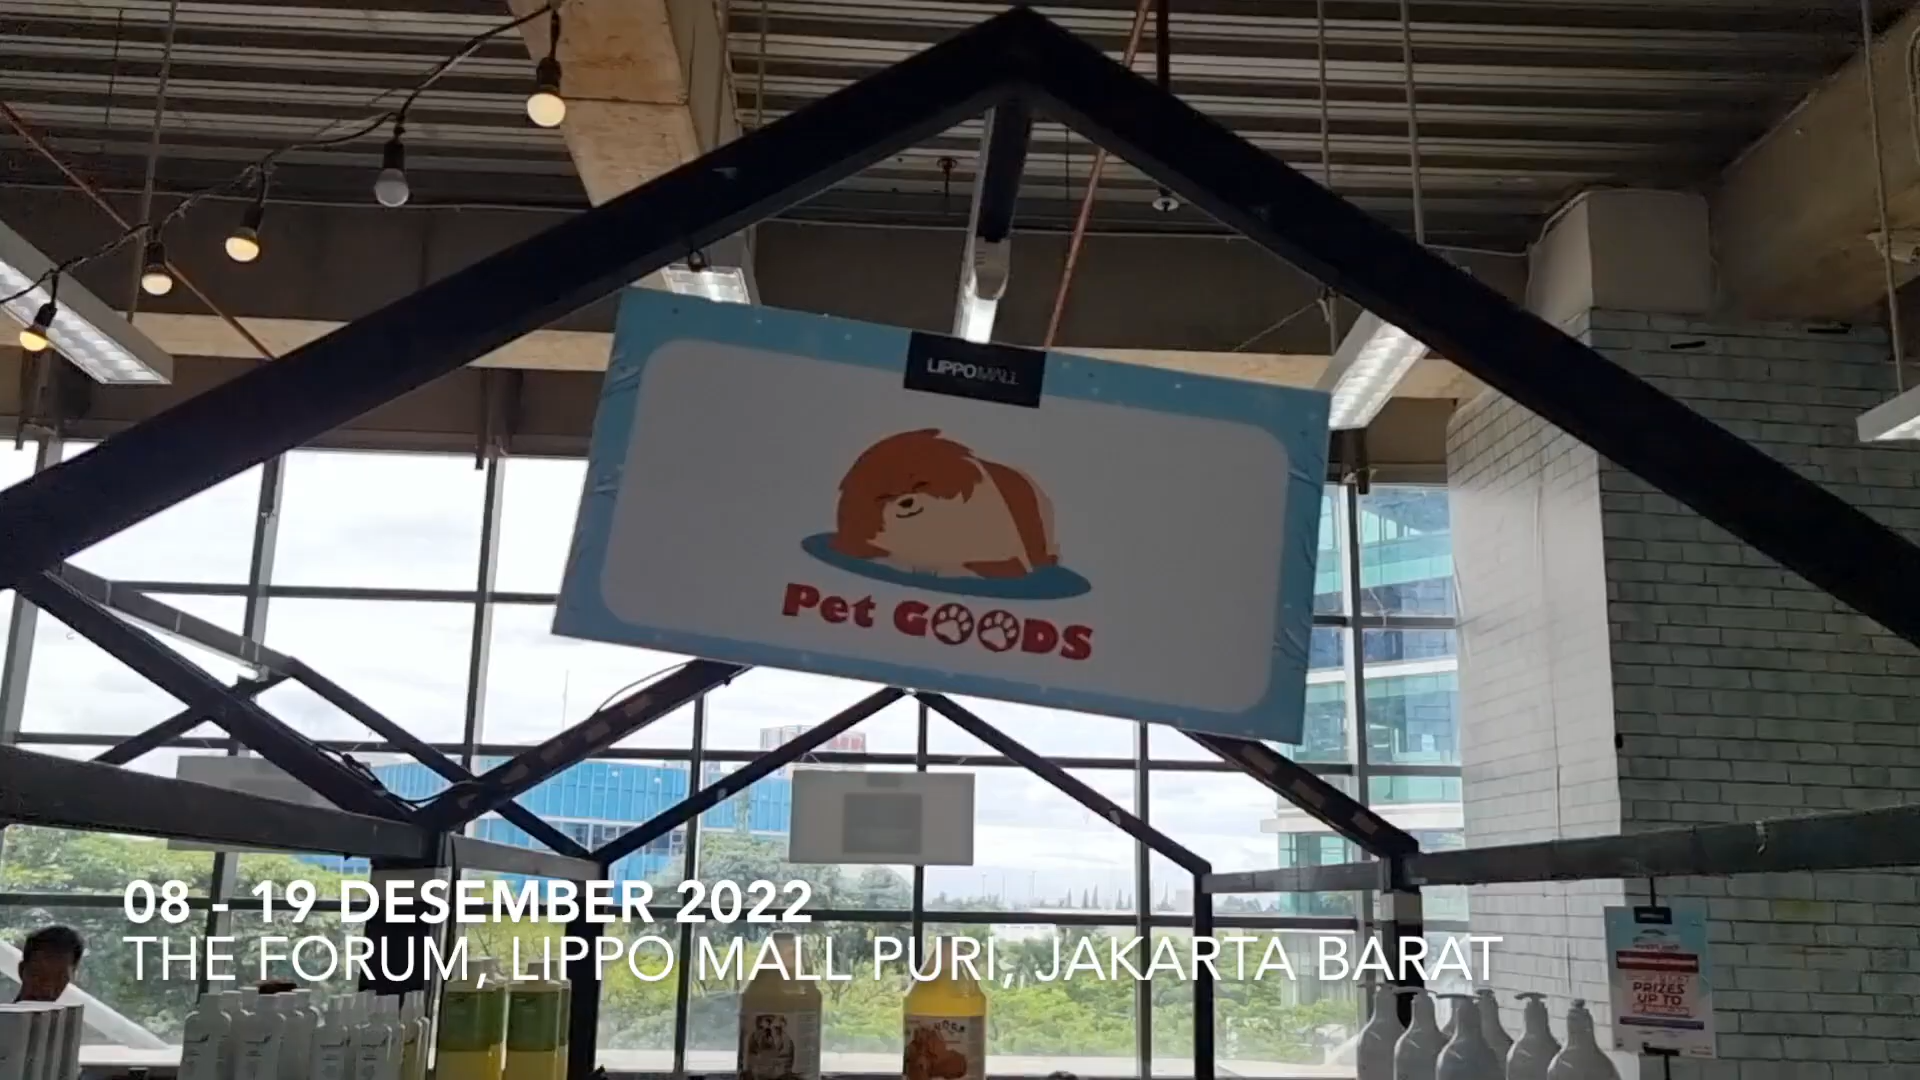 LIPPO MALL
Pet GOODS
08 - 19 DESEMBER 2022
THE FORUM, LIPPO MALL PURI, JAKARTA BARAT
PRIZES
UP TO